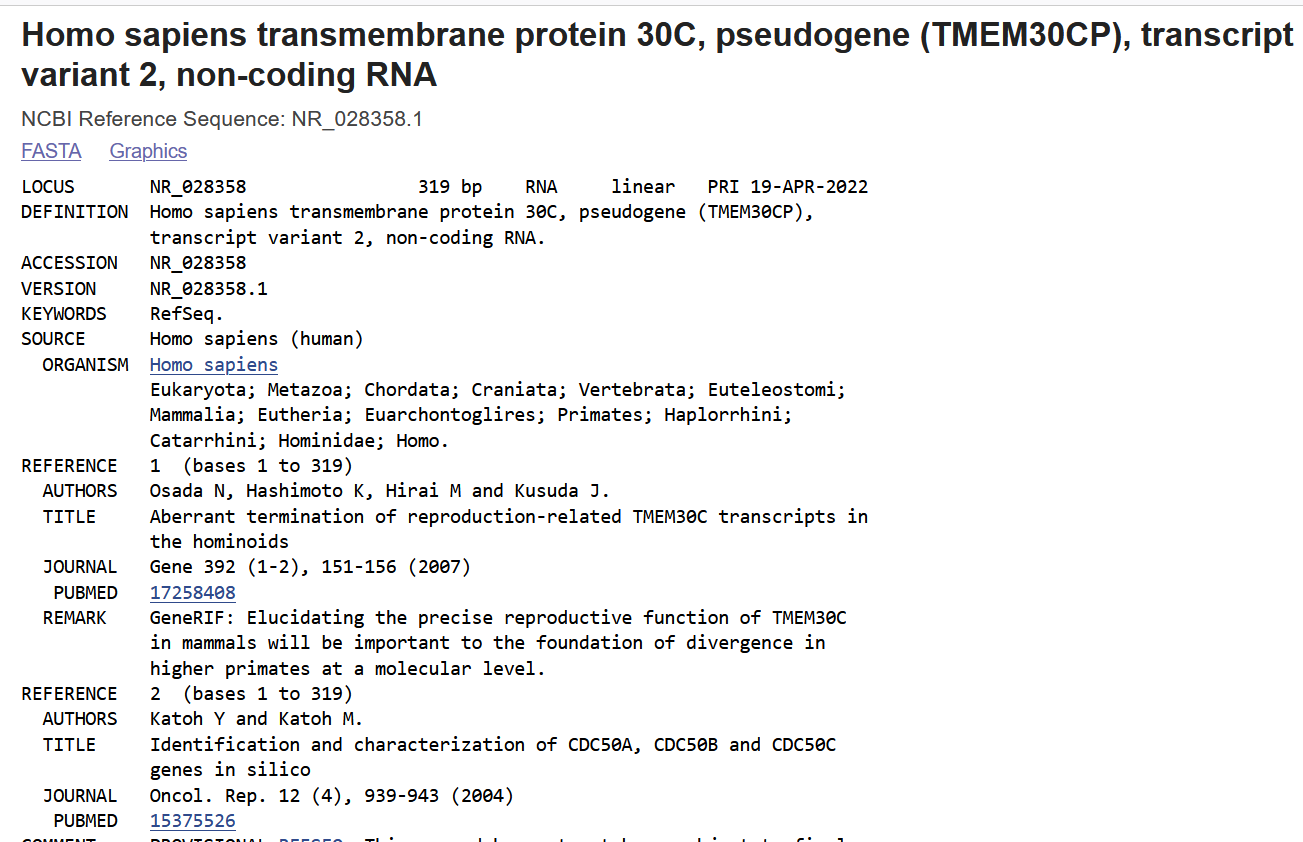 Homo sapiens transmembrane protein 30C, pseudogene (TMEM30CP), transcript
variant 2, non-coding RNA
NCBI Reference Sequence: NR_028358.1
FASTA Graphics
LOCUS NR_028358 319 bp RNA linear PRI 19-APR-2022
DEFINITION Homo sapiens transmembrane protein 30C, pseudogene (TMEM30CP),
transcript variant 2, non-coding RNA.
ACCESSION NR_028358
VERSION NR_028358.1
KEYWORDS RefSeq.
SOURCE Homo sapiens (human)
ORGANISM Homo sapiens
Eukaryota; Metazoa; Chordata; Craniata; Vertebrata; Euteleostomi;
Mammalia; Eutheria; Euarchontoglires; Primates; Haplorrhini;
Catarrhini; Hominidae; Homo.
REFERENCE 1 (bases 1 to 319)
AUTHORS Osada N, Hashimoto K, Hirai M and Kusuda J.
TITLE Aberrant termination of reproduction-related TMEM30C transcripts in
the hominoids
JOURNAL Gene 392 (1-2), 151-156 (2007)
PUBMED 17258408
REMARK GeneRIF: Elucidating the precise reproductive function of TMEM30C
in mammals will be important to the foundation of divergence in
higher primates at a molecular level.
REFERENCE 2 (bases 1 to 319)
AUTHORS Katoh Y and Katoh M.
TITLE Identification and characterization of CDC50A, CDC50B and CDC50C
genes in silico
JOURNAL Oncol. Rep. 12 (4), 939-943 (2004)
PUBMED 15375526